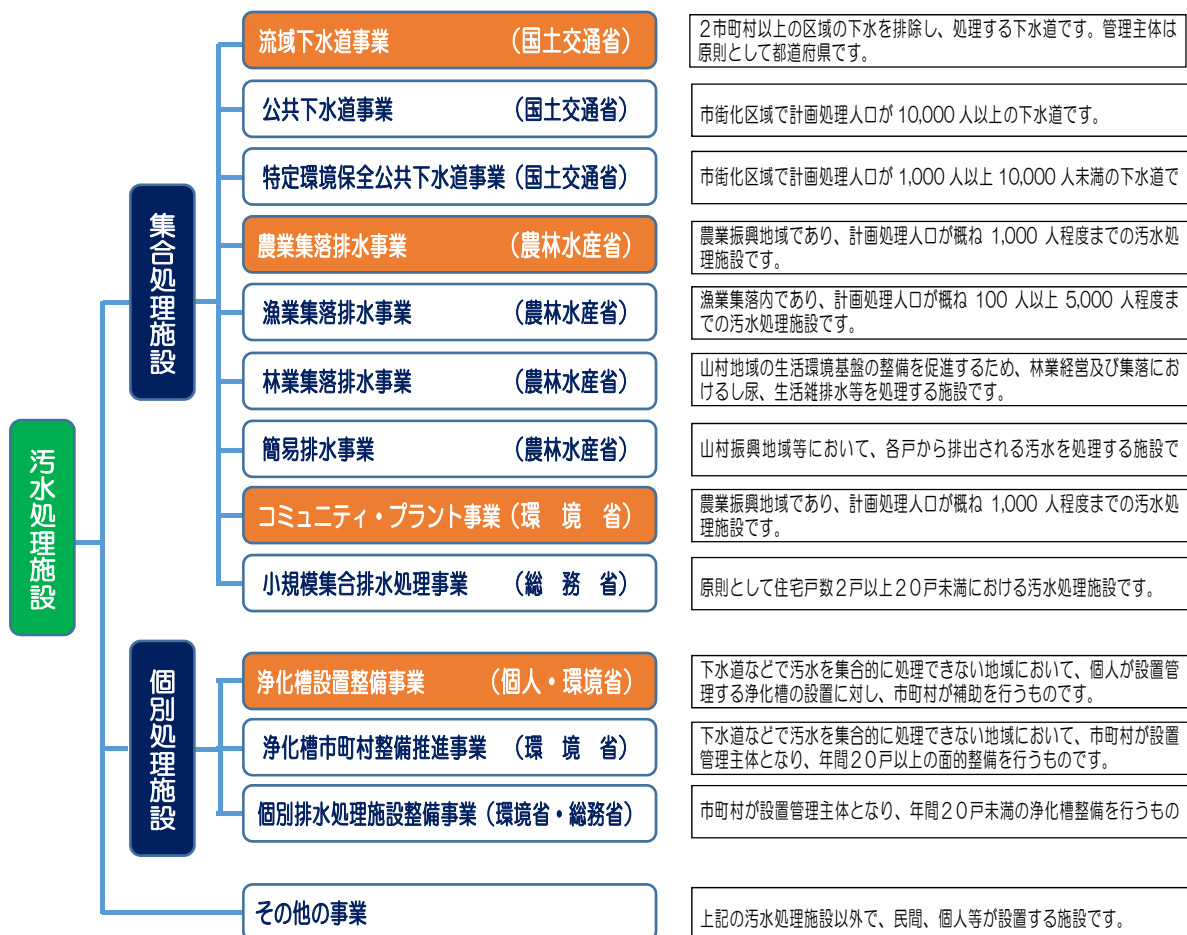 汚水処理施設
集合処理施設
流域下水道事業 (国土交通省)
2市町村以上の区域の下水を排除し、処理する下水道です。管理主体は
原則として都道府県です。
公共下水道事業 (国土交通省)
市街化区域で計画処理人口が 10,000 人以上の下水道です。
特定環境保全公共下水道事業 (国土交通省)
市街化区域で計画処理人口が 1,000 人以上 10,000 人未満の下水道で
農業集落排水事業 (農林水産省)
農業振興地域であり、計画処理人口が概ね 1,000 人程度までの汚水処
理施設です。
漁業集落排水事業 (農林水産省)
漁業集落内であり、計画処理人口が概ね 100 人以上 5,000 人程度ま
での汚水処理施設です。
林業集落排水事業 (農林水産省)
山村地域の生活環境基盤の整備を促進するため、林業経営及び集落にお
けるし尿、生活雑排水等を処理する施設です。
簡易排水事業 (農林水産省)
山村振興地域等において、各戸から排出される汚水を処理する施設で
コミュニティ・プラント事業 (環 境 省)
農業振興地域であり、計画処理人口が概ね 1,000 人程度までの汚水処
理施設です。
小規模集合排水処理事業 (総 務 省)
原則として住宅戸数2戸以上20戸未満における汚水処理施設です。
個別処理施設
浄化槽設置整備事業 (個人・環境省)
下水道などで汚水を集合的に処理できない地域において、個人が設置管
理する浄化槽の設置に対し、市町村が補助を行うものです。
浄化槽市町村整備推進事業 (環 境 省)
下水道などで汚水を集合的に処理できない地域において、市町村が設置
管理主体となり、年間20戸以上の面的整備を行うものです。
個別排水処理施設整備事業 (環境省・総務省)
市町村が設置管理主体となり、年間20戸未満の浄化槽整備を行うもの
その他の事業
上記の汚水処理施設以外で、民間、個人等が設置する施設です。